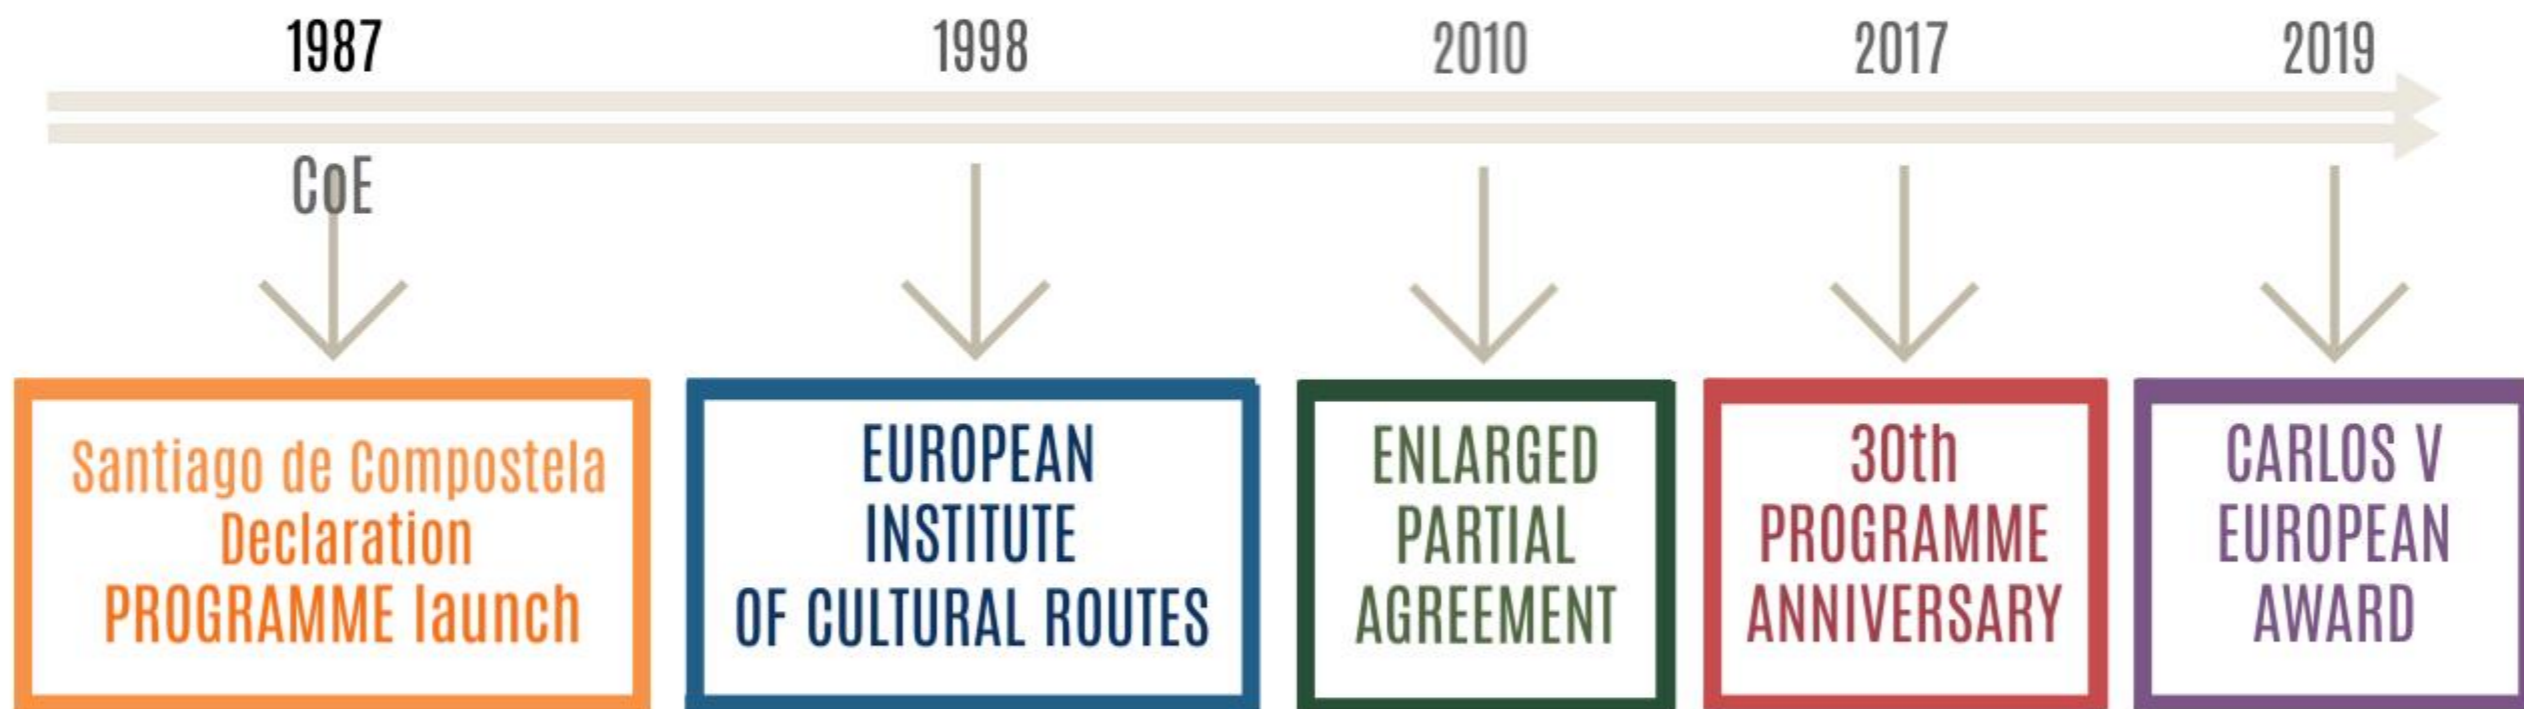 1987 1998 2010 2017 2019
CoE
Santiago de Compostela
Declaration
PROGRAMME launch
EUROPEAN
INSTITUTE
OF CULTURAL ROUTES
ENLARGED
PARTIAL
AGREEMENT
30th
PROGRAMME
ANNIVERSARY
CARLOS V
EUROPEAN
AWARD